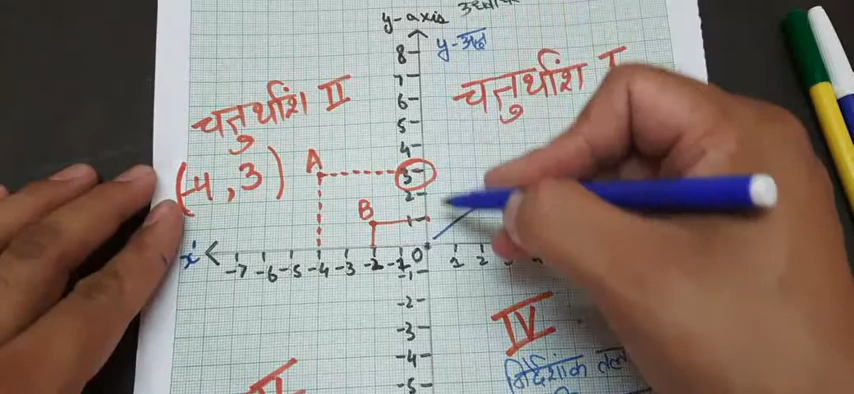 y-axis
y-अक्ष
8
7
6
5
4
3
2
1
चतुर्थांश II
चतुर्थांश I
(-4, 3)
A
B
x'
-7 -6 -5 -4 -3 -2 -1 0 1 2
-1
-2
-3
-4
-5
IV
निर्देशांक तल